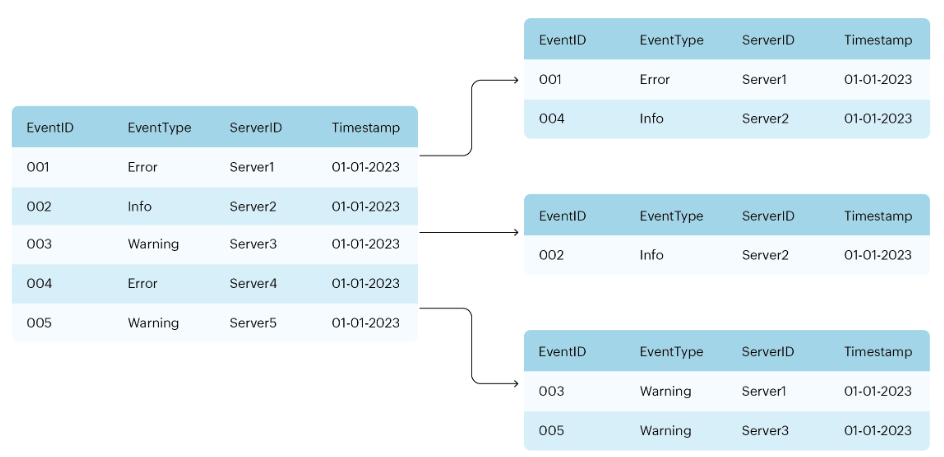 EventID EventType ServerID Timestamp
001 Error Server1 01-01-2023
002 Info Server2 01-01-2023
003 Warning Server3 01-01-2023
004 Error Server4 01-01-2023
005 Warning Server5 01-01-2023
EventID EventType ServerID Timestamp
001 Error Server1 01-01-2023
004 Info Server2 01-01-2023
EventID EventType ServerID Timestamp
002 Info Server2 01-01-2023
EventID EventType ServerID Timestamp
003 Warning Server1 01-01-2023
005 Warning Server3 01-01-2023